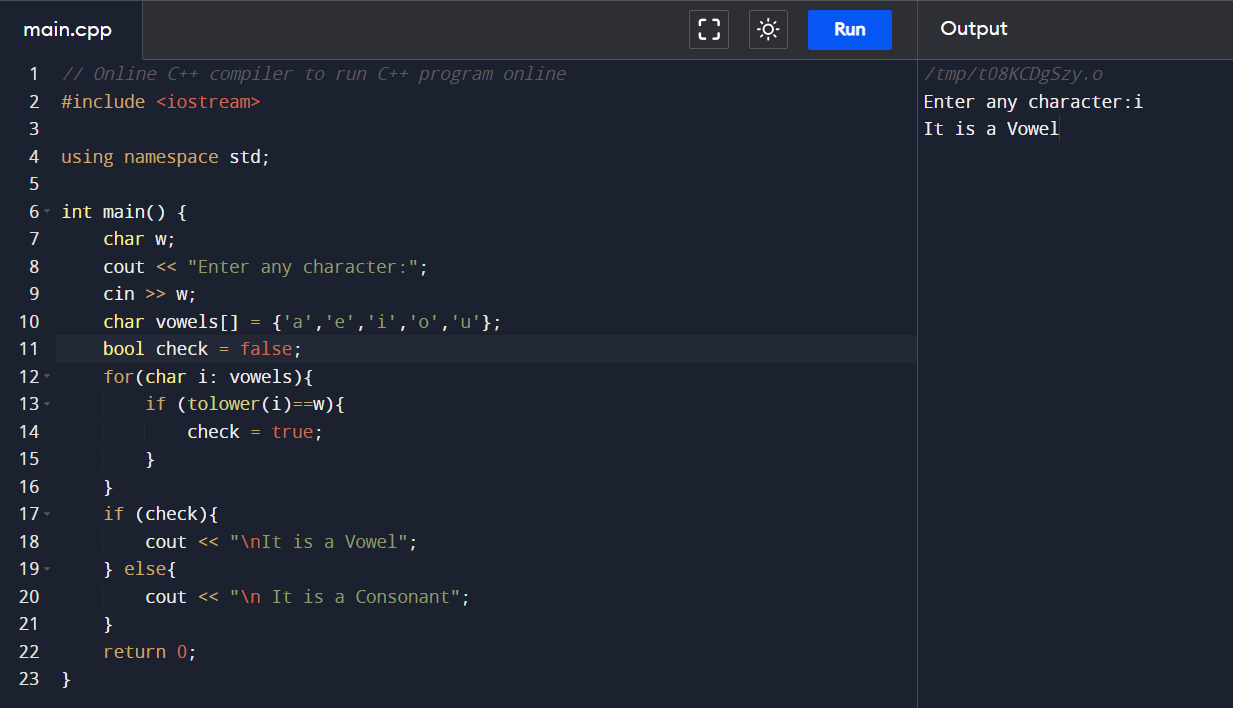 main.cpp
Run
Output
1 // Online C++ compiler to run C++ program online
2 #include <iostream>
3
4 using namespace std;
5
6 int main() {
7     char w;
8     cout << "Enter any character:";
9     cin >> w;
10     char vowels[] = {'a','e','i','o','u'};
11     bool check = false;
12     for(char i: vowels){
13         if (tolower(i)==w){
14             check = true;
15         }
16     }
17     if (check){
18         cout << "\nIt is a Vowel";
19     } else{
20         cout << "\n It is a Consonant";
21     }
22     return 0;
23 }
/tmp/tO8KCDgSzy.o
Enter any character:i
It is a Vowel